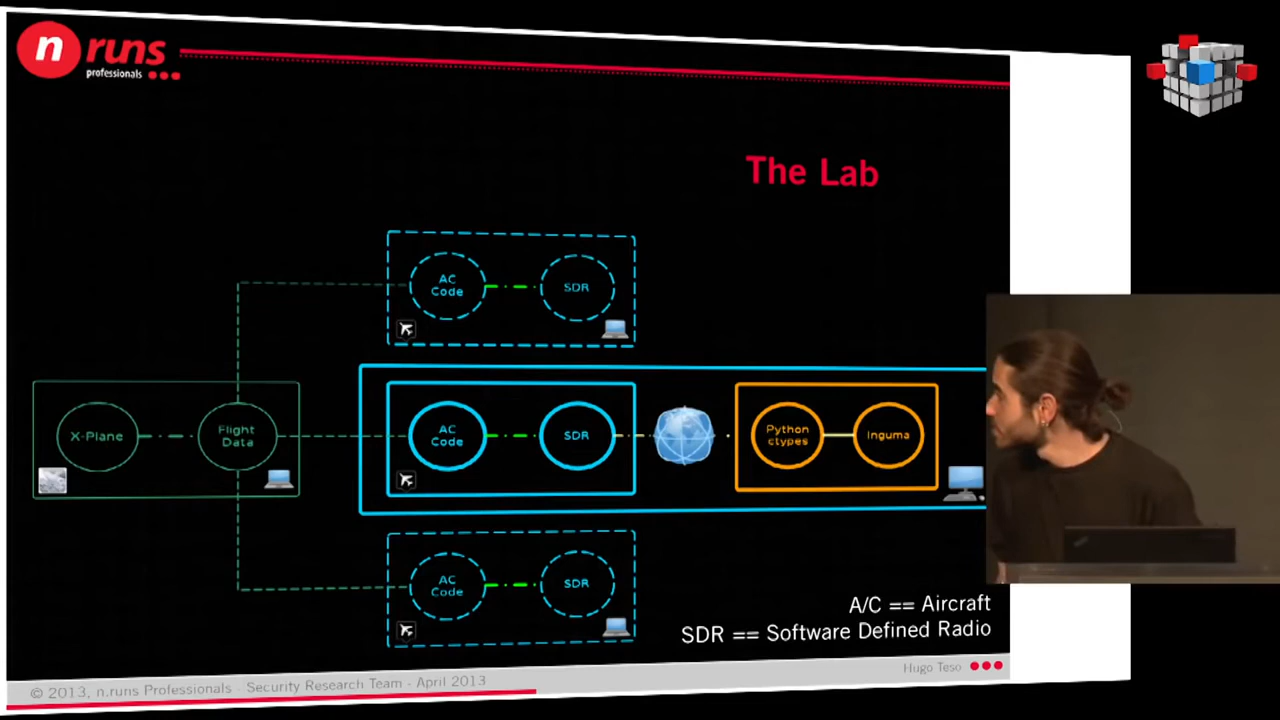 n runs
professionals
The Lab
AC
Code
SDR
X-Plane
Flight
Data
AC
Code
SDR
Python
ctypes
Inguma
AC
Code
SDR
A/C == Aircraft
SDR == Software Defined Radio
Hugo Teso
© 2013, n.runs Professionals - Security Research Team - April 2013